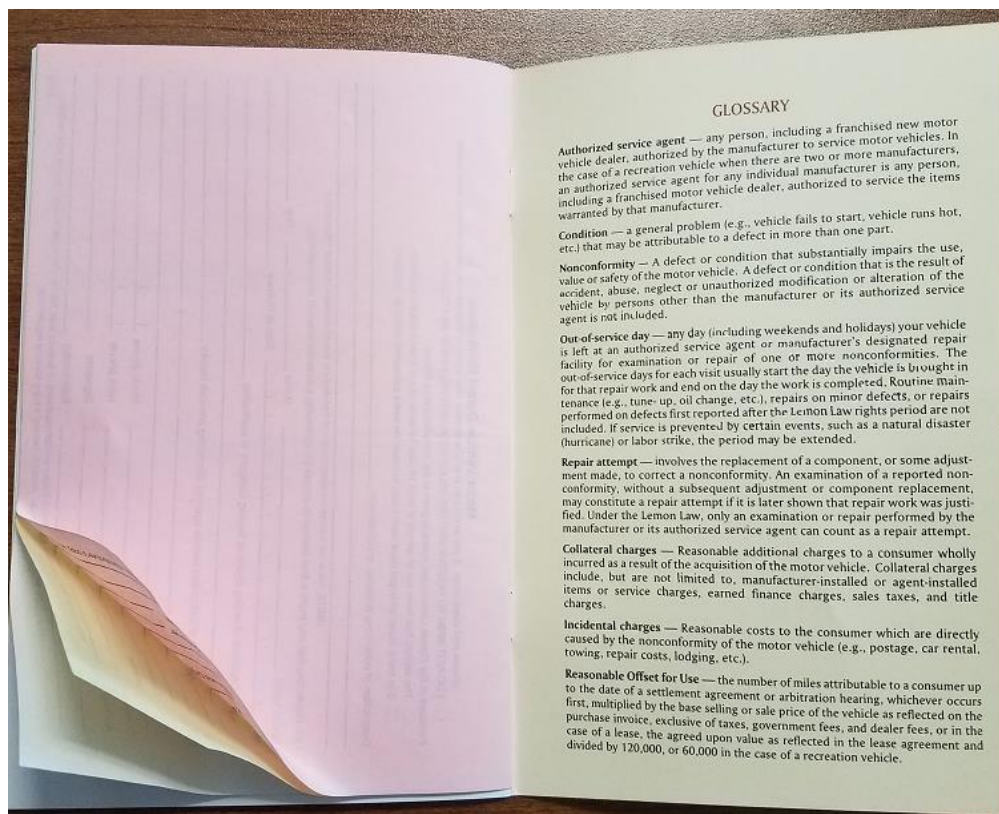 GLOSSARY
Authorized service agent — any person, including a franchised new motor
vehicle dealer, authorized by the manufacturer to service motor vehicles. In
the case of a recreation vehicle when there are two or more manufacturers,
an authorized service agent for any individual manufacturer is any person,
including a franchised motor vehicle dealer, authorized to service the items
warranted by that manufacturer.
Condition — a general problem (e.g., vehicle fails to start, vehicle runs hot,
etc.) that may be attributable to a defect in more than one part.
Nonconformity — A defect or condition that substantially impairs the use,
value or safety of the motor vehicle. A defect or condition that is the result of
accident, abuse, neglect or unauthorized modification or alteration of the
vehicle by persons other than the manufacturer or its authorized service
agent is not included.
Out-of-service day — any day (including weekends and holidays) your vehicle
is left at an authorized service agent or manufacturer's designated repair
facility for examination or repair of one or more nonconformities. The
out-of-service days for each visit usually start the day the vehicle is brought in
for that repair work and end on the day the work is completed. Routine main-
tenance (e.g., tune- up, oil change, etc.), repairs on minor defects, or repairs
performed on defects first reported after the Lemon Law rights period are not
included. If service is prevented by certain events, such as a natural disaster
(hurricane) or labor strike, the period may be extended.
Repair attempt — involves the replacement of a component, or some adjust-
ment made, to correct a nonconformity. An examination of a reported non-
conformity, without a subsequent adjustment or component replacement,
may constitute a repair attempt if it is later shown that repair work was justi-
fied. Under the Lemon Law, only an examination or repair performed by the
manufacturer or its authorized service agent can count as a repair attempt.
Collateral charges — Reasonable additional charges to a consumer wholly
incurred as a result of the acquisition of the motor vehicle. Collateral charges
include, but are not limited to, manufacturer-installed or agent-installed
items or service charges, earned finance charges, sales taxes, and title
charges.
Incidental charges — Reasonable costs to the consumer which are directly
caused by the nonconformity of the motor vehicle (e.g., postage, car rental,
towing, repair costs, lodging, etc.).
Reasonable Offset for Use — the number of miles attributable to a consumer up
to the date of a settlement agreement or arbitration hearing, whichever occurs
first, multiplied by the base selling or sale price of the vehicle as reflected on the
purchase invoice, exclusive of taxes, government fees, and dealer fees, or in the
case of a lease, the agreed upon value as reflected in the lease agreement and
divided by 120,000, or 60,000 in the case of a recreation vehicle.